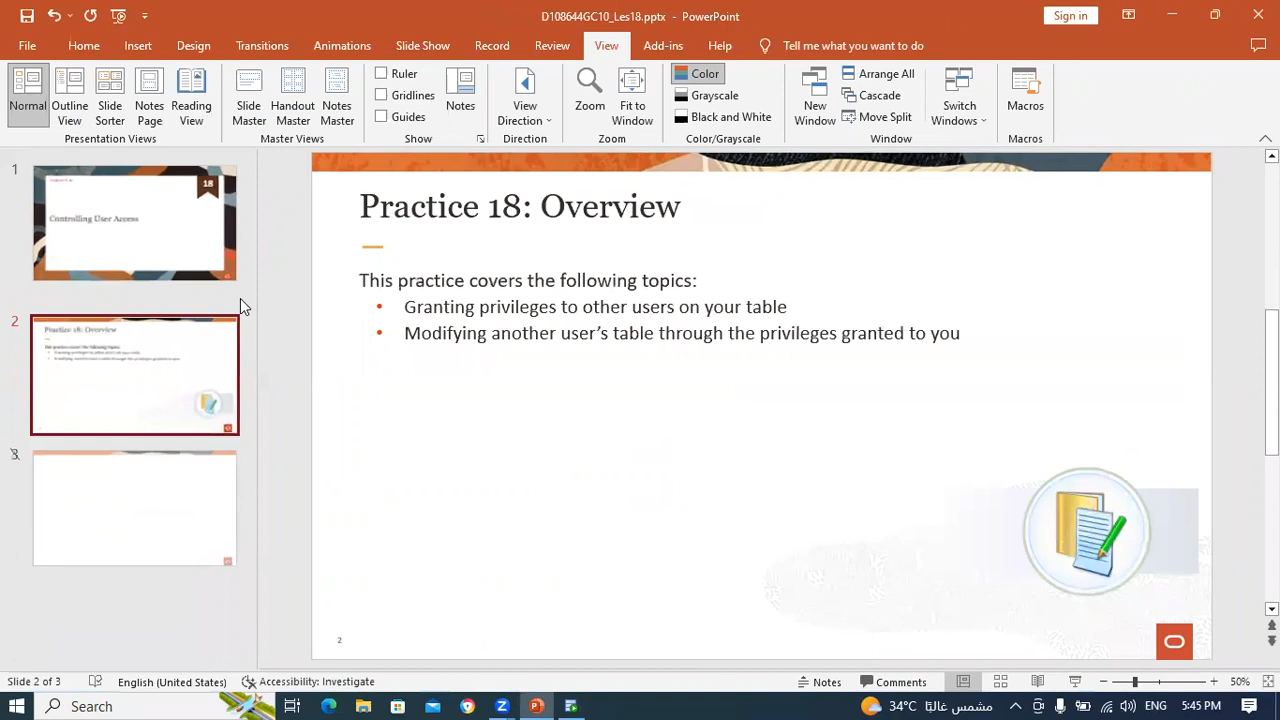 D108644GC10_Les18.pptx - PowerPoint
Sign in
File Home Insert Design Transitions Animations Slide Show Record Review View Add-ins Help Tell me what you want to do
Normal
Outline View
Slide Sorter
Notes Page
Reading View
Presentation Views
Slide Master
Handout Master
Notes Master
Master Views
Ruler
Gridlines
Guides
Notes
Show
View Direction
Direction
Zoom
Fit to Window
Zoom
Color
Grayscale
Black and White
Color/Grayscale
New Window
Arrange All
Cascade
Move Split
Switch Windows
Window
Macros
Macros
1
18
Controlling User Access
2
Practice 18: Overview
3
Practice 18: Overview
This practice covers the following topics:
• Granting privileges to other users on your table
• Modifying another user’s table through the privileges granted to you
2
Slide 2 of 3 English (United States) Accessibility: Investigate Notes Comments 50%
Search 34°C مشمس غالبًا ENG 5:45 PM